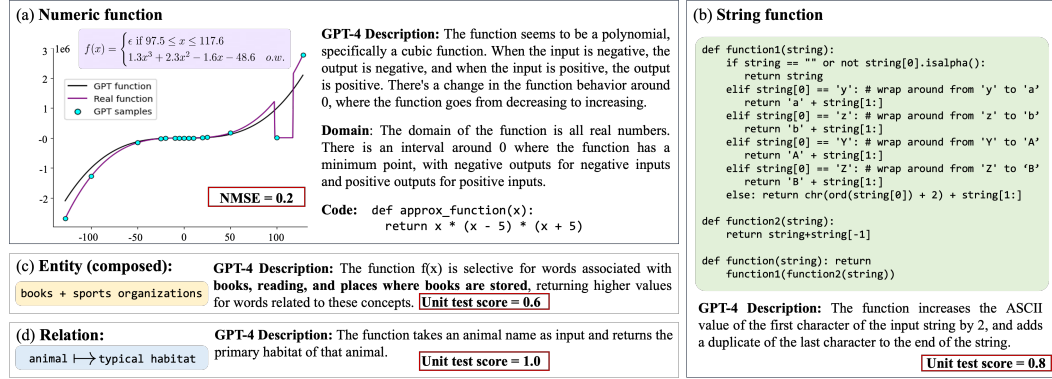 (a) Numeric function
1e6
3
2
1
-0
-1
-2
-100
-50
0
50
100
f(x) = { ϵ if 97.5 ≤ x ≤ 117.6
1.3x³ + 2.3x² − 1.6x − 48.6 o.w.
GPT function
Real function
GPT samples
NMSE = 0.2
GPT-4 Description: The function seems to be a polynomial,
specifically a cubic function. When the input is negative, the
output is negative, and when the input is positive, the output
is positive. There's a change in the function behavior around
0, where the function goes from decreasing to increasing.
Domain: The domain of the function is all real numbers.
There is an interval around 0 where the function has a
minimum point, with negative outputs for negative inputs
and positive outputs for positive inputs.
Code: def approx_function(x):
return x * (x - 5) * (x + 5)
(c) Entity (composed):
books + sports organizations
GPT-4 Description: The function f(x) is selective for words associated with
books, reading, and places where books are stored, returning higher values
for words related to these concepts. Unit test score = 0.6
(d) Relation:
animal ↦ typical habitat
GPT-4 Description: The function takes an animal name as input and returns the
primary habitat of that animal.
Unit test score = 1.0
(b) String function
def function1(string):
if string == "" or not string[0].isalpha():
return string
elif string[0] == 'y': # wrap around from 'y' to 'a’
return 'a' + string[1:]
elif string[0] == 'z': # wrap around from 'z' to 'b’
return 'b' + string[1:]
elif string[0] == 'Y': # wrap around from 'Y' to 'A’
return 'A' + string[1:]
elif string[0] == 'Z': # wrap around from 'Z' to ‘B’
return 'B' + string[1:]
else: return chr(ord(string[0]) + 2) + string[1:]
def function2(string):
return string+string[-1]
def function(string): return
function1(function2(string))
GPT-4 Description: The function increases the ASCII
value of the first character of the input string by 2, and adds
a duplicate of the last character to the end of the string.
Unit test score = 0.8